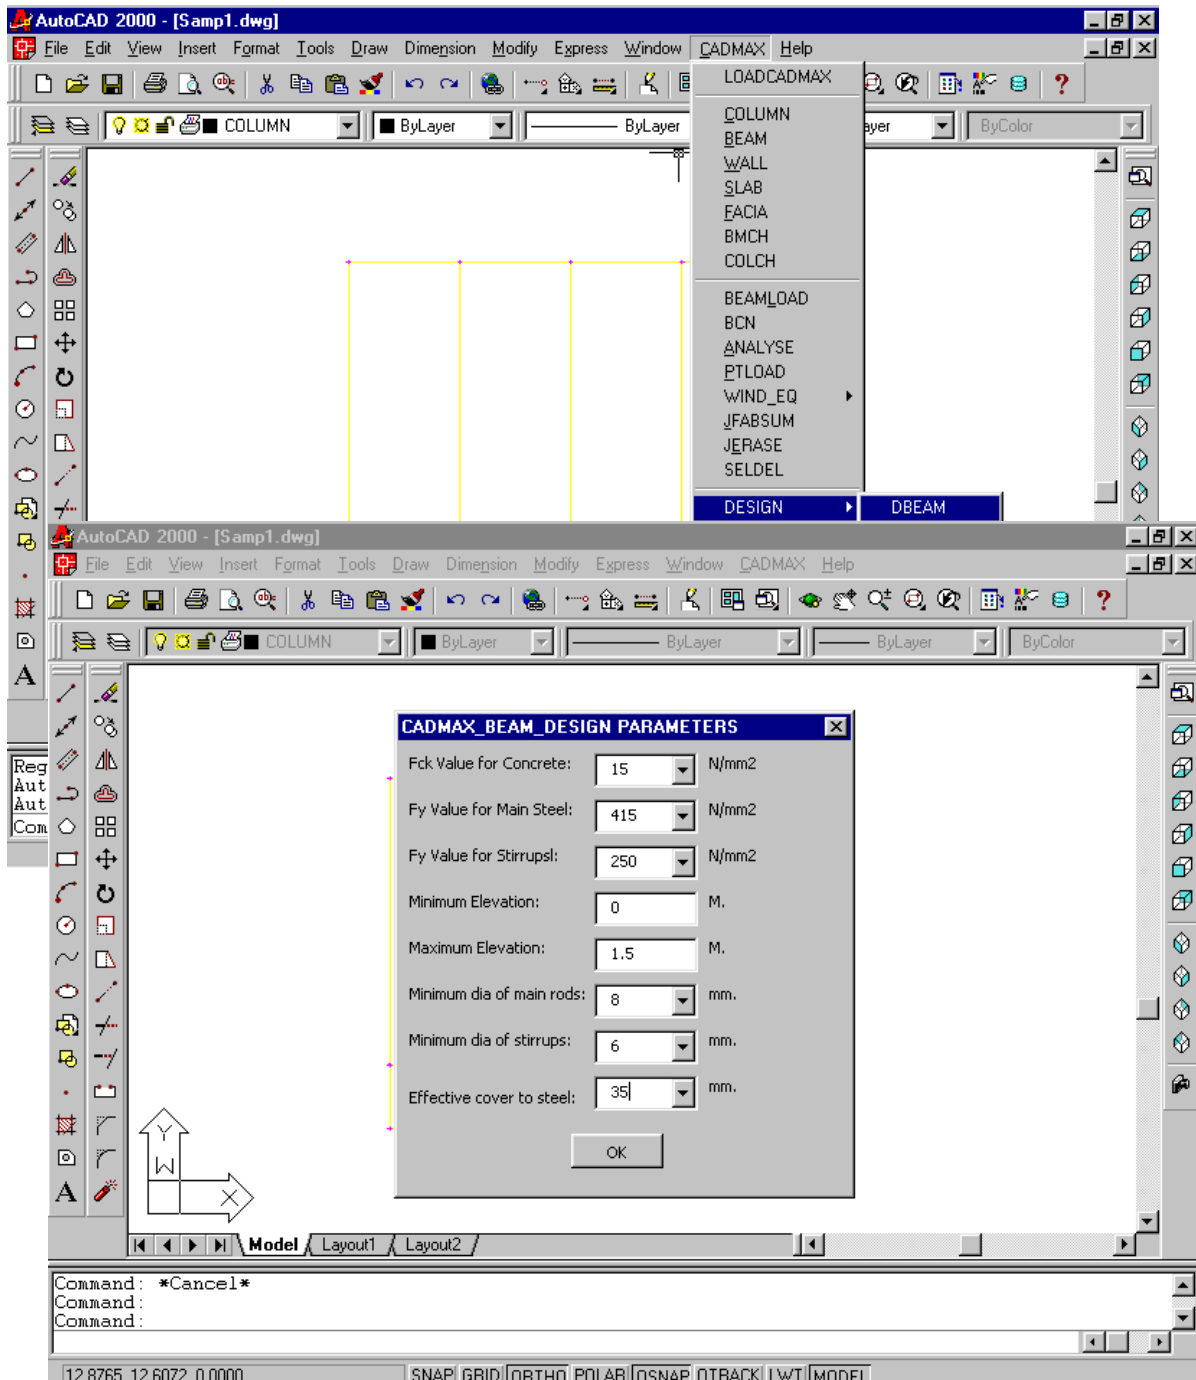 AutoCAD 2000 - [Samp1.dwg]
File Edit View Insert Format Tools Draw Dimension Modify Express Window CADMAX Help
COLUMN ByLayer ByLayer ayer ByColor
LOADCADMAX
COLUMN
BEAM
WALL
SLAB
FACIA
BMCH
COLCH
BEAMLOAD
BCN
ANALYSE
PTLOAD
WIND_EQ
JFABSUM
JERASE
SELDEL
DESIGN DBEAM
A
Reg
Aut
Aut
Com
AutoCAD 2000 - [Samp1.dwg]
File Edit View Insert Format Tools Draw Dimension Modify Express Window CADMAX Help
COLUMN ByLayer ByLayer ByLayer ByColor
CADMAX_BEAM_DESIGN PARAMETERS
Fck Value for Concrete: 15 N/mm2
Fy Value for Main Steel: 415 N/mm2
Fy Value for Stirrupsl: 250 N/mm2
Minimum Elevation: 0 M.
Maximum Elevation: 1.5 M.
Minimum dia of main rods: 8 mm.
Minimum dia of stirrups: 6 mm.
Effective cover to steel: 35 mm.
OK
Y
W
X
A
Model Layout1 Layout2
Command: *Cancel*
Command:
Command:
12.8765, 12.6072, 0.0000 SNAP GRID ORTHO POLAR OSNAP OTRACK LWT MODEL